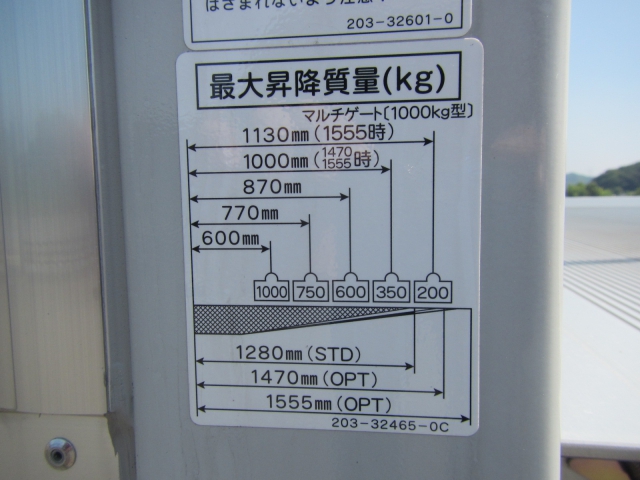 はさまれないよう注意
203-32601-0
最大昇降質量(kg)
マルチゲート〔1000kg型〕
1130mm(1555時)
1000mm(1470 1555時)
870mm
770mm
600mm
1000 750 600 350 200
1280mm(STD)
1470mm(OPT)
1555mm(OPT)
203-32465-0C